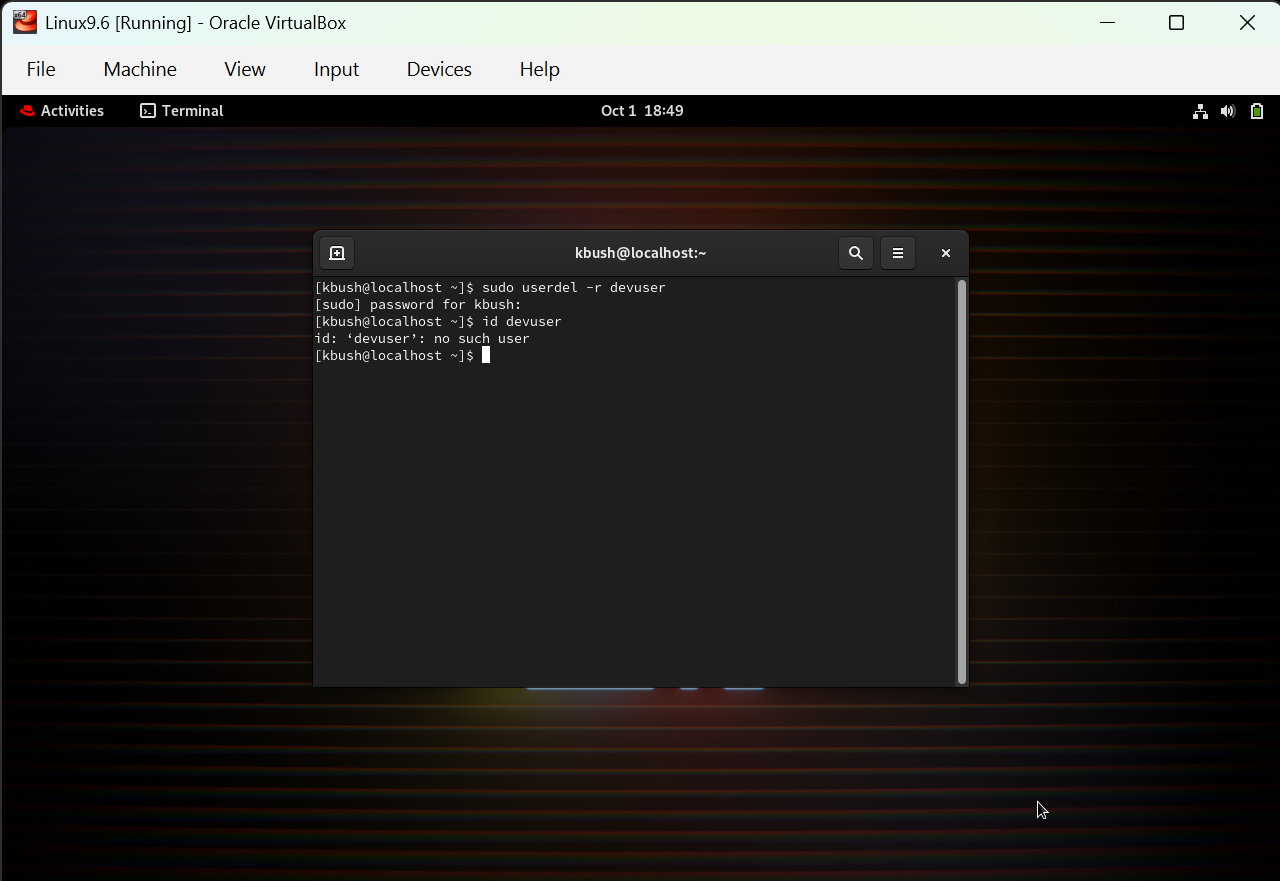 Linux9.6 [Running] - Oracle VirtualBox
File Machine View Input Devices Help
Activities Terminal Oct 1 18:49
kbush@localhost:~
[kbush@localhost ~]$ sudo userdel -r devuser
[sudo] password for kbush:
[kbush@localhost ~]$ id devuser
id: ‘devuser’: no such user
[kbush@localhost ~]$